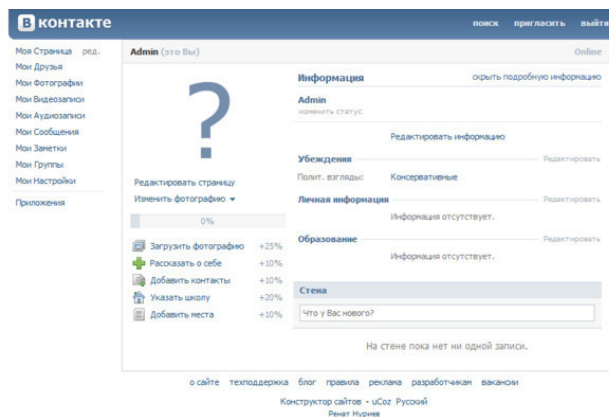 В контакте
поиск пригласить выйти
Моя Страница ред.
Мои Друзья
Мои Фотографии
Мои Видеозаписи
Мои Аудиозаписи
Мои Сообщения
Мои Заметки
Мои Группы
Мои Настройки
Приложения
Admin (это Вы) Online
?
Редактировать страницу
Изменить фотографию
0%
Загрузить фотографию +25%
Рассказать о себе +10%
Добавить контакты +10%
Указать школу +20%
Добавить места +10%
Информация скрыть подробную информацию
Admin
изменить статус
Редактировать информацию
Убеждения Редактировать
Полит. взгляды: Консервативные
Личная информация Редактировать
Информация отсутствует.
Образование Редактировать
Информация отсутствует.
Стена
Что у Вас нового?
На стене пока нет ни одной записи.
о сайте техподдержка блог правила реклама разработчикам вакансии
Конструктор сайтов - uCoz Русский
Ренат Нуриев